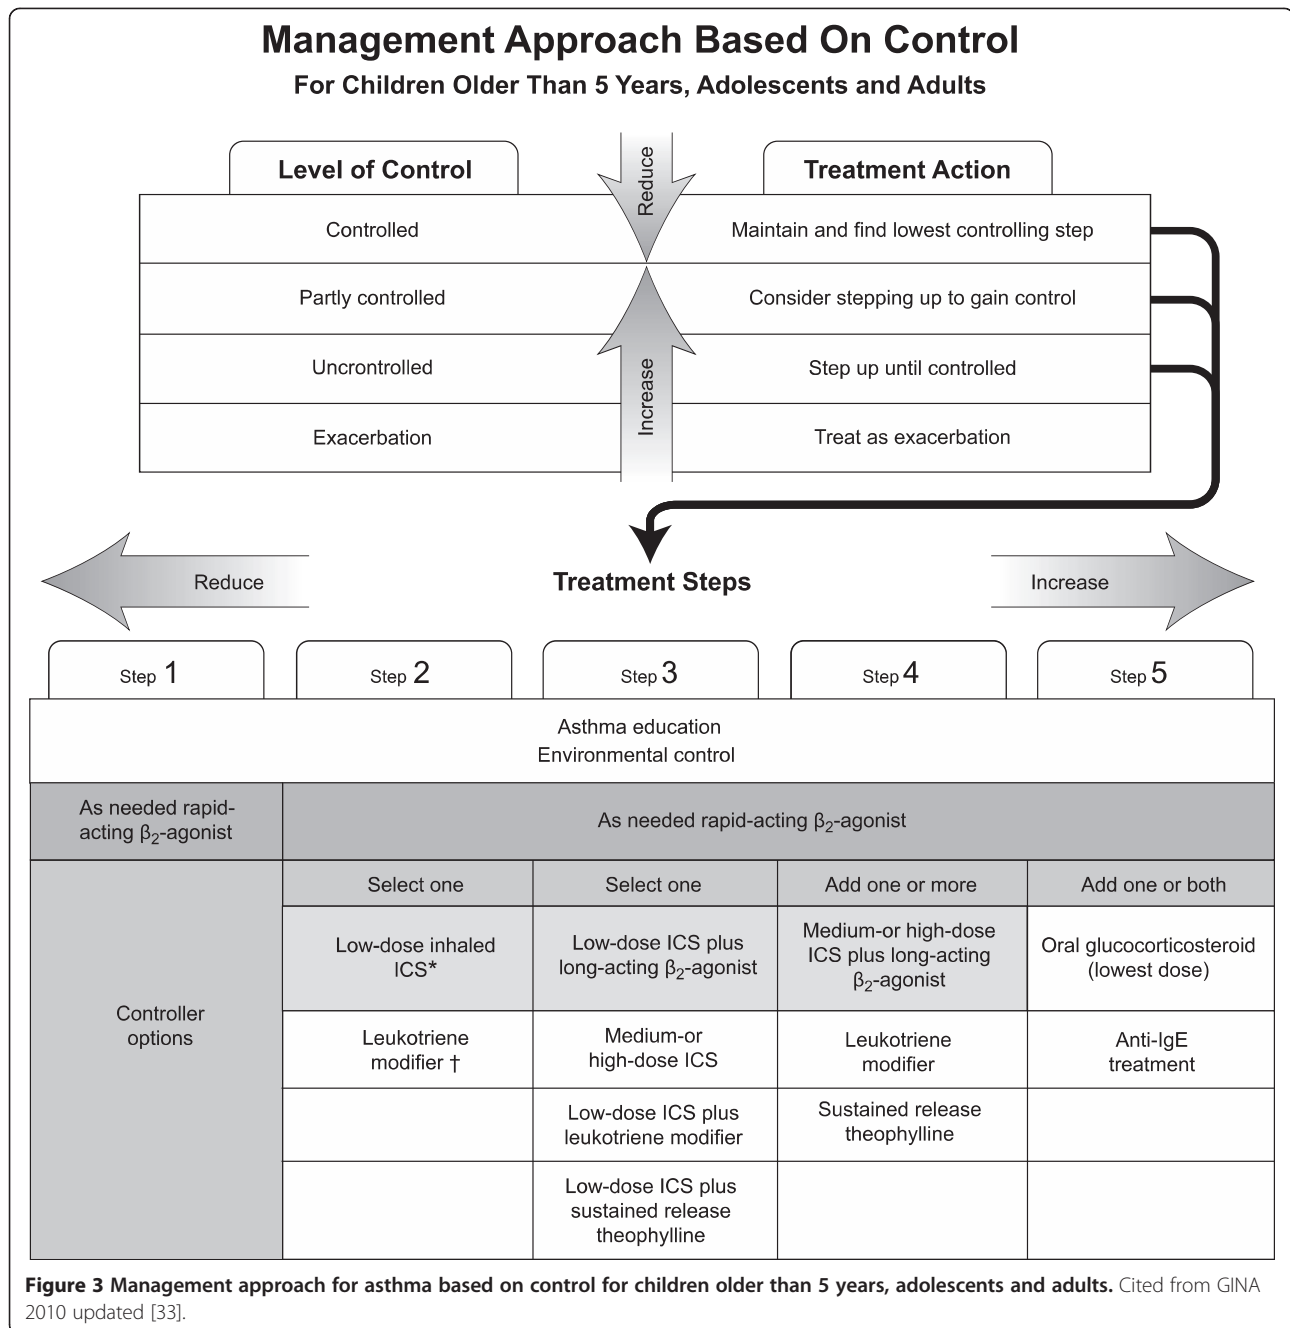 Management Approach Based On Control
For Children Older Than 5 Years, Adolescents and Adults
Level of Control
Reduce
Treatment Action
Controlled
Maintain and find lowest controlling step
Partly controlled
Consider stepping up to gain control
Uncrontrolled
Increase
Step up until controlled
Exacerbation
Treat as exacerbation
Reduce
Treatment Steps
Increase
Step 1
Step 2
Step 3
Step 4
Step 5
Asthma education
Environmental control
As needed rapid-
acting β2-agonist
As needed rapid-acting β2-agonist
Controller
options
Select one
Select one
Add one or more
Add one or both
Low-dose inhaled
ICS*
Low-dose ICS plus
long-acting β2-agonist
Medium-or high-dose
ICS plus long-acting
β2-agonist
Oral glucocorticosteroid
(lowest dose)
Leukotriene
modifier †
Medium-or
high-dose ICS
Leukotriene
modifier
Anti-IgE
treatment
Low-dose ICS plus
leukotriene modifier
Sustained release
theophylline
Low-dose ICS plus
sustained release
theophylline
Figure 3 Management approach for asthma based on control for children older than 5 years, adolescents and adults. Cited from GINA
2010 updated [33].